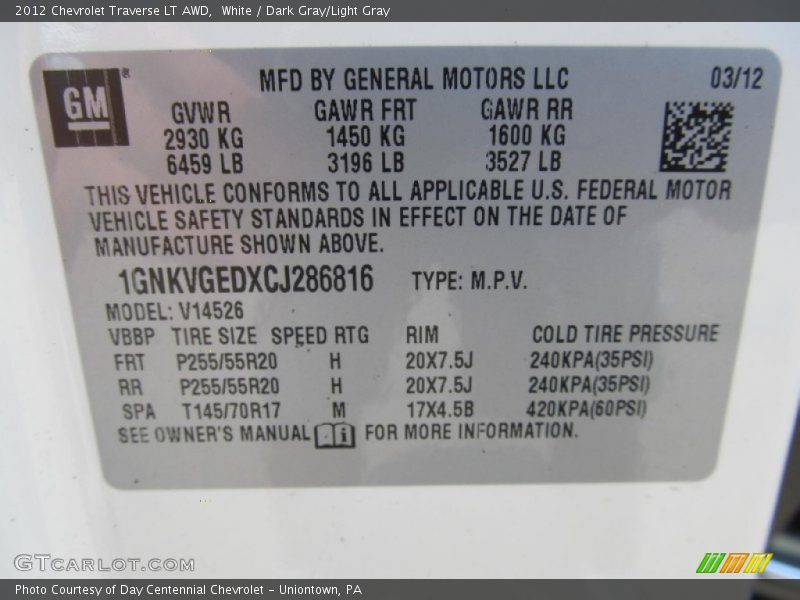 2012 Chevrolet Traverse LT AWD,  White / Dark Gray/Light Gray
GM ®
MFD BY GENERAL MOTORS LLC 03/12
GVWR GAWR FRT GAWR RR
2930 KG 1450 KG 1600 KG
6459 LB 3196 LB 3527 LB
THIS VEHICLE CONFORMS TO ALL APPLICABLE U.S. FEDERAL MOTOR
VEHICLE SAFETY STANDARDS IN EFFECT ON THE DATE OF
MANUFACTURE SHOWN ABOVE.
1GNKVGEDXCJ286816 TYPE: M.P.V.
MODEL: V14526
VBBP TIRE SIZE SPEED RTG RIM COLD TIRE PRESSURE
FRT P255/55R20 H 20X7.5J 240KPA(35PSI)
RR P255/55R20 H 20X7.5J 240KPA(35PSI)
SPA T145/70R17 M 17X4.5B 420KPA(60PSI)
SEE OWNER'S MANUAL i FOR MORE INFORMATION.
GTCARLOT.COM
Photo Courtesy of Day Centennial Chevrolet - Uniontown, PA